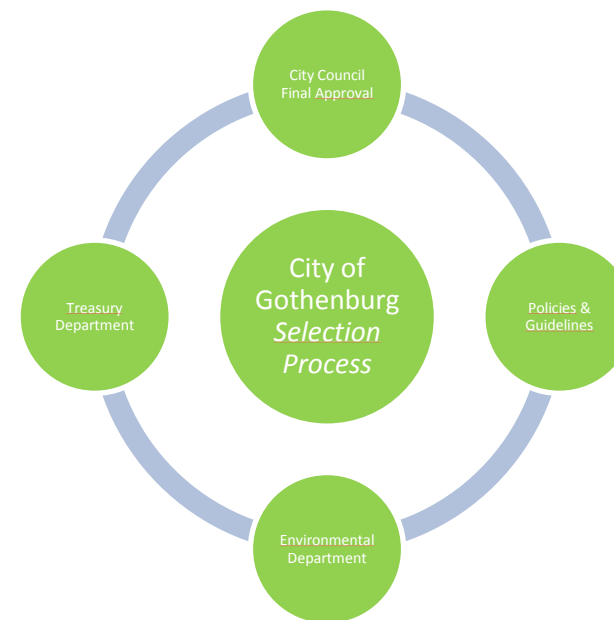 City Council
Final Approval
City of
Gothenburg
Selection
Process
Treasury
Department
Policies &
Guidelines
Environmental
Department